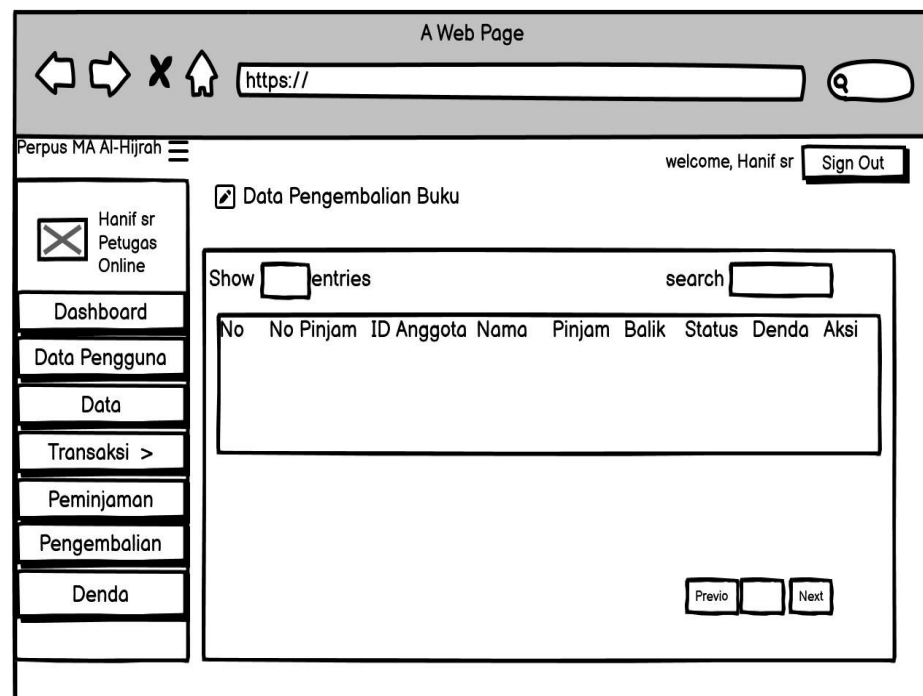 A Web Page
https://
Perpus MA Al-Hijrah
welcome, Hanif sr
Sign Out
Hanif sr
Petugas
Online
Dashboard
Data Pengguna
Data
Transaksi >
Peminjaman
Pengembalian
Denda
Data Pengembalian Buku
Show entries
search
No No Pinjam ID Anggota Nama Pinjam Balik Status Denda Aksi
Previo
Next